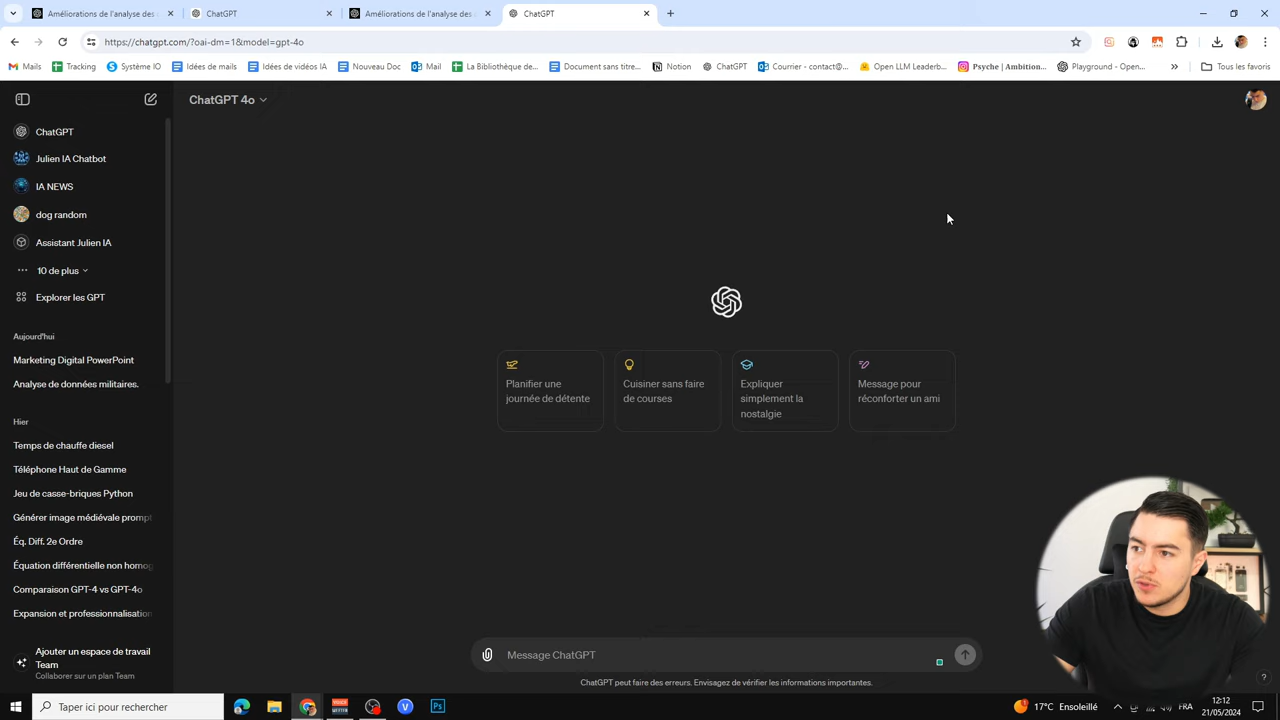 Améliorations de l'analyse des
ChatGPT
Améliorations de l'analyse des
ChatGPT
https://chatgpt.com/?oai-dm=1&model=gpt-4o
Mails
Tracking
Système IO
Idées de mails
Idées de vidéos IA
Nouveau Doc
Mail
La Bibliothèque de...
Document sans titre...
Notion
ChatGPT
Courrier - contact@...
Open LLM Leaderb...
Psyche | Ambition...
Playground - Open...
»
Tous les favoris
ChatGPT 4o
ChatGPT
Julien IA Chatbot
IA NEWS
dog random
Assistant Julien IA
10 de plus
Explorer les GPT
Aujourd'hui
Marketing Digital PowerPoint
Analyse de données militaires.
Hier
Temps de chauffe diesel
Téléphone Haut de Gamme
Jeu de casse-briques Python
Générer image médiévale prompt
Éq. Diff. 2e Ordre
Équation différentielle non homog
Comparaison GPT-4 vs GPT-4o
Expansion et professionnalisation
Ajouter un espace de travail
Team
Collaborer sur un plan Team
Planifier une
journée de détente
Cuisiner sans faire
de courses
Expliquer
simplement la
nostalgie
Message pour
réconforter un ami
Message ChatGPT
ChatGPT peut faire des erreurs. Envisagez de vérifier les informations importantes.
?
Taper ici pour rechercher
V
Ps
17°C Ensoleillé
FRA
12:12
21/05/2024